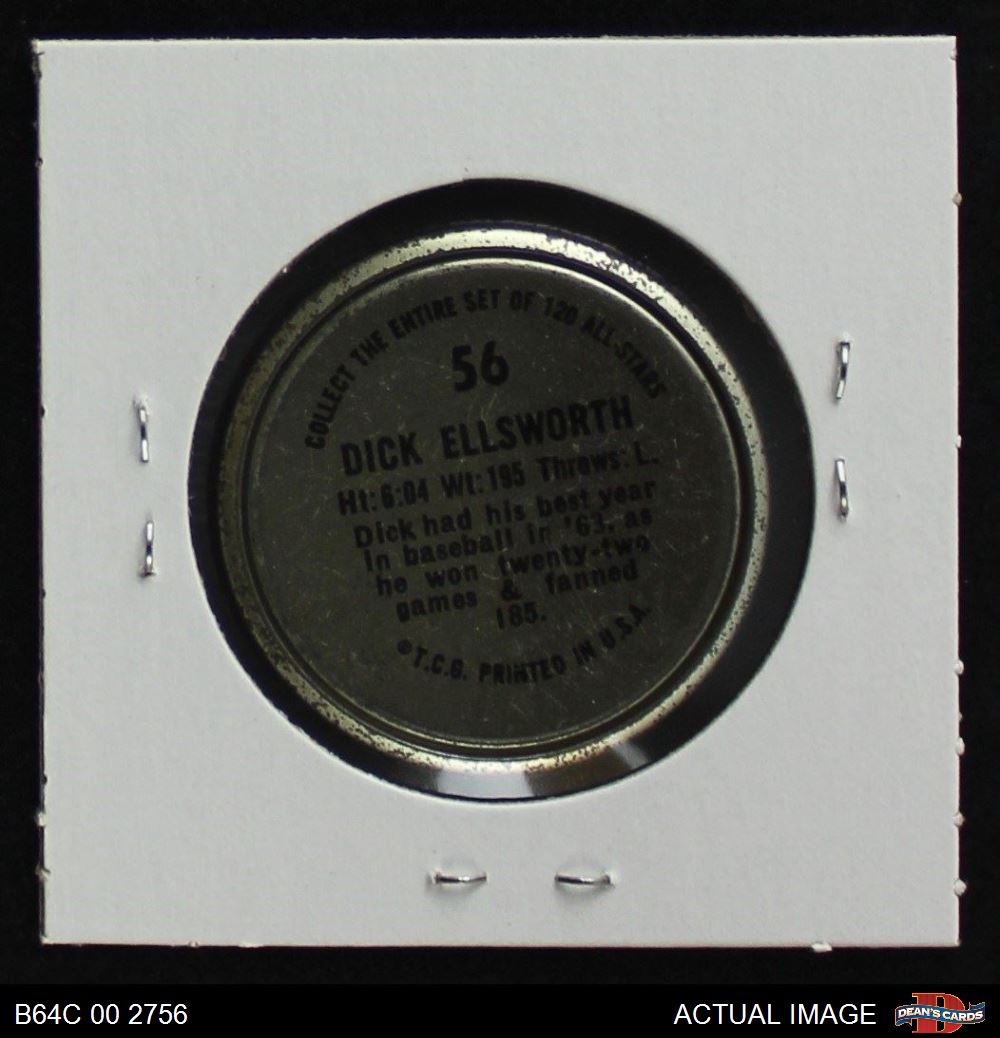 COLLECT THE ENTIRE SET OF 120 ALL-STARS
56
DICK ELLSWORTH
Ht: 6:04 Wt: 195 Throws: L.
Dick had his best year
in baseball in '63, as
he won twenty-two
games & fanned
185.
©T.C.G. PRINTED IN U.S.A.
B64C 00 2756
ACTUAL IMAGE
D
DEAN'S CARDS